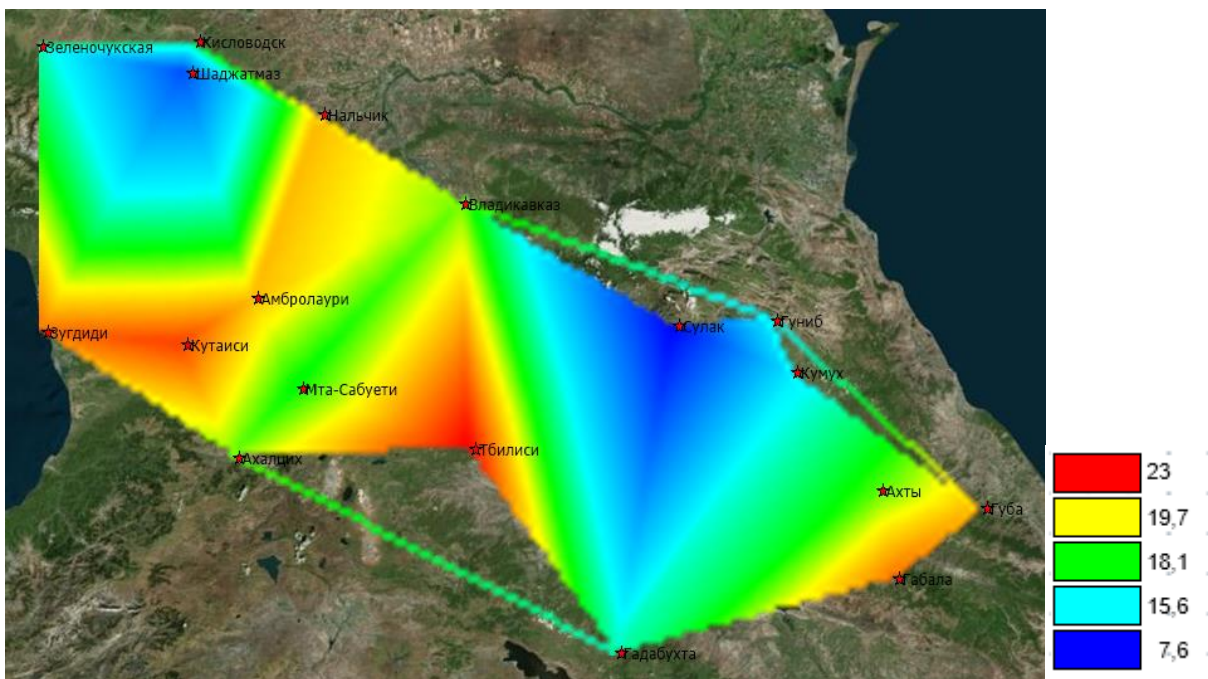 Кисловодск
Зеленочукская
Шаджатмаз
Нальчик
Владикавказ
Амбролаури
Гуниб
Сулак
Зугдиди
Кутаиси
Кумух
Мта-Сабуети
Тбилиси
Ахалцих
23
Ахты
Губа
19,7
18,1
Габала
15,6
Гадабухта
7,6